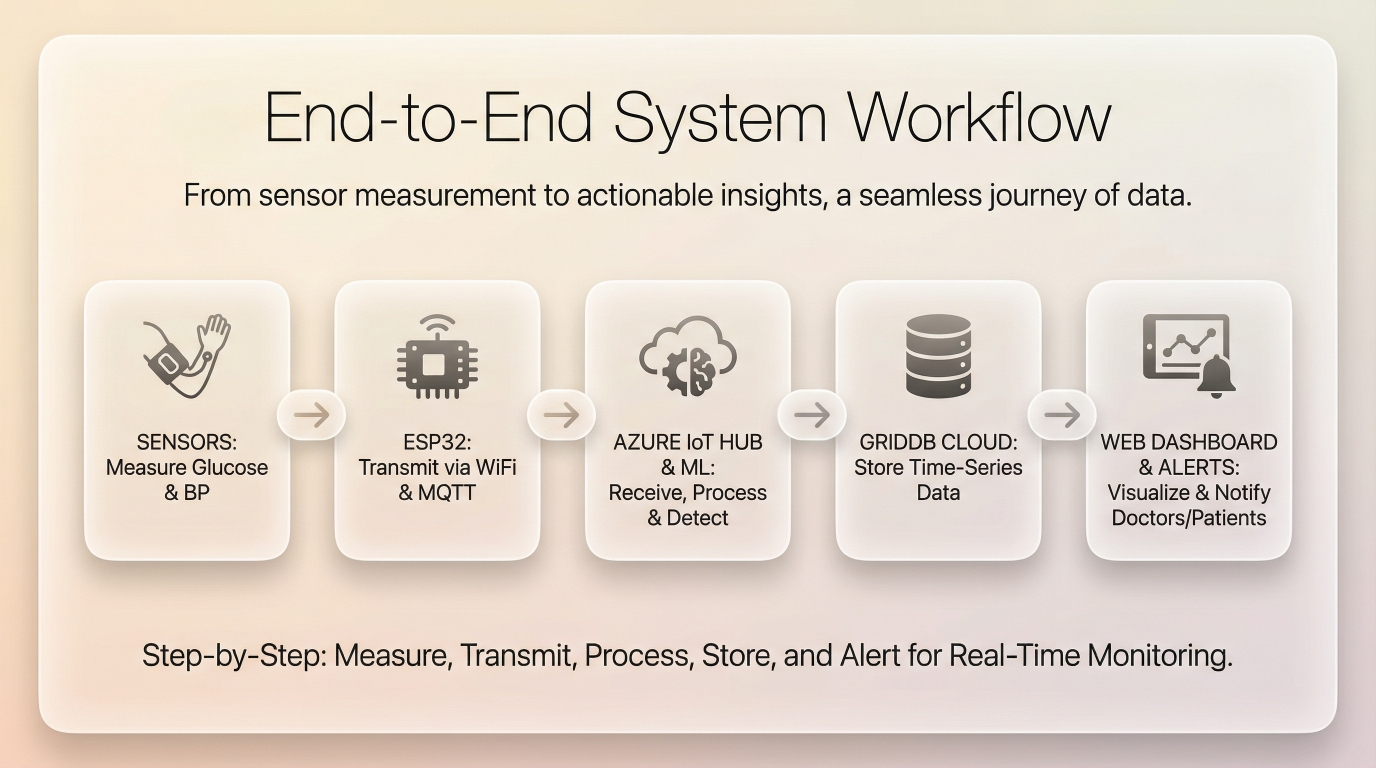 End-to-End System Workflow
From sensor measurement to actionable insights, a seamless journey of data.
SENSORS:
Measure Glucose
& BP
ESP32:
Transmit via WiFi
& MQTT
AZURE IoT HUB
& ML:
Receive, Process
& Detect
GRIDDB CLOUD:
Store Time-Series
Data
WEB DASHBOARD
& ALERTS:
Visualize & Notify
Doctors/Patients
Step-by-Step: Measure, Transmit, Process, Store, and Alert for Real-Time Monitoring.